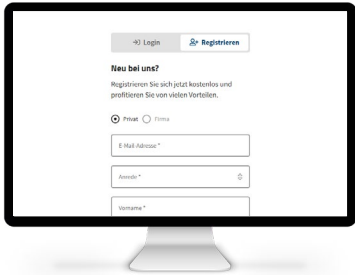 Login
Registrieren
Neu bei uns?
Registrieren Sie sich jetzt kostenlos und
profitieren Sie von vielen Vorteilen.
Privat
Firma
E-Mail-Adresse *
Anrede *
Vorname *